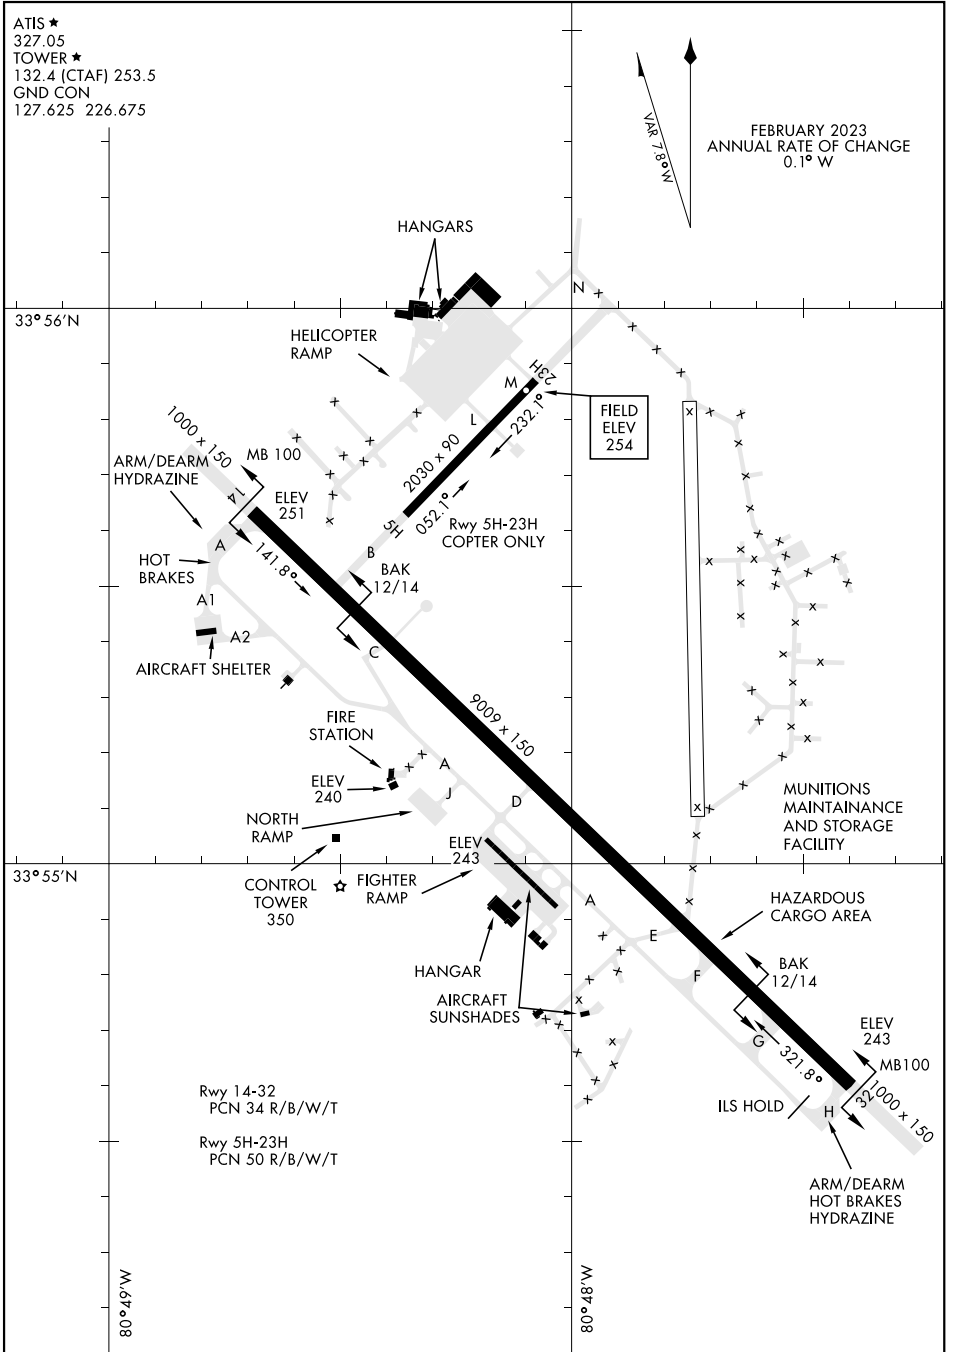 ATIS ★
327.05
TOWER ★
132.4 (CTAF) 253.5
GND CON
127.625 226.675
VAR 7.8° W
FEBRUARY 2023
ANNUAL RATE OF CHANGE
0.1° W
HANGARS
N
33° 56'N
HELICOPTER
RAMP
23H
M
232.1°
FIELD
ELEV
254
L
2030 x 90
052.1°
5H
Rwy 5H-23H
COPTER ONLY
1000 x 150
MB 100
ARM/DEARM
HYDRAZINE
14
ELEV
251
A
141.8°
HOT
BRAKES
B
BAK
12/14
A1
A2
C
AIRCRAFT SHELTER
9009 x 150
FIRE
STATION
A
ELEV
240
J
D
NORTH
RAMP
MUNITIONS
MAINTAINANCE
AND STORAGE
FACILITY
ELEV
243
33° 55'N
CONTROL
TOWER
350
FIGHTER
RAMP
A
HAZARDOUS
CARGO AREA
E
HANGAR
F
BAK
12/14
AIRCRAFT
SUNSHADES
G
321.8°
ELEV
243
MB100
32
1000 x 150
Rwy 14-32
PCN 34 R/B/W/T
ILS HOLD
H
Rwy 5H-23H
PCN 50 R/B/W/T
ARM/DEARM
HOT BRAKES
HYDRAZINE
80° 49'W
80° 48'W